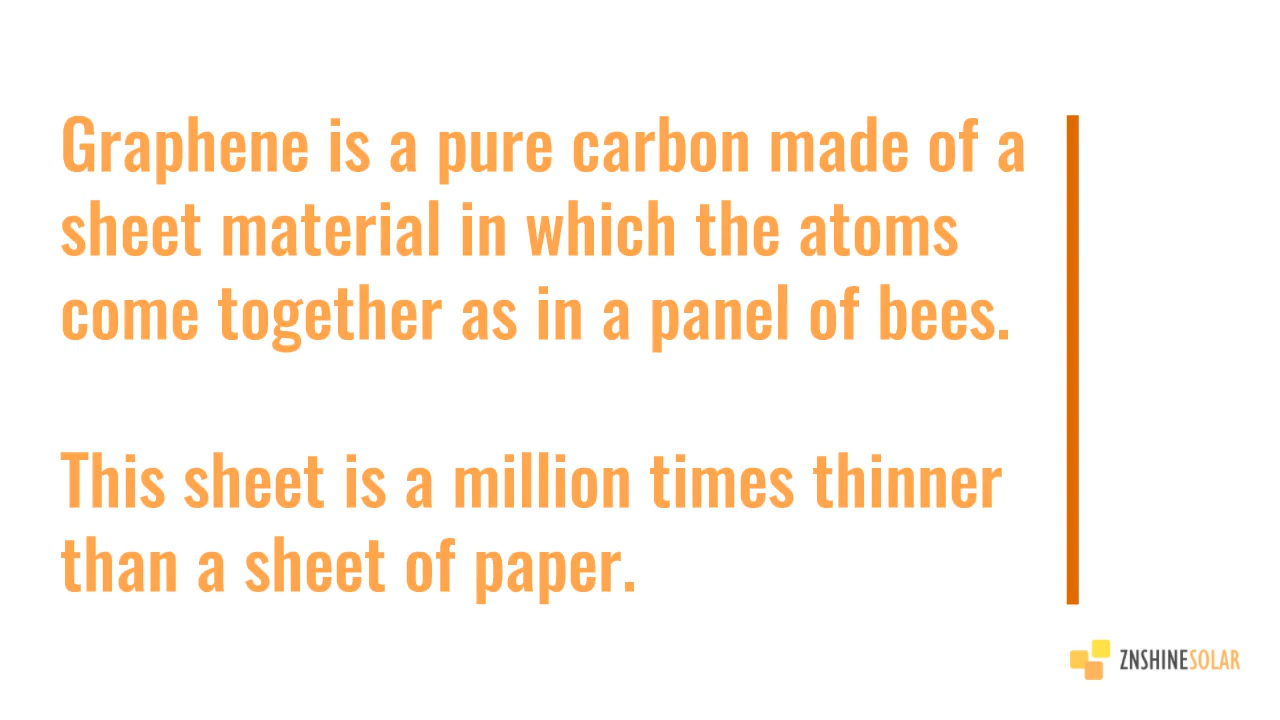 Graphene is a pure carbon made of a
sheet material in which the atoms
come together as in a panel of bees.
This sheet is a million times thinner
than a sheet of paper.
ZNSHINESOLAR